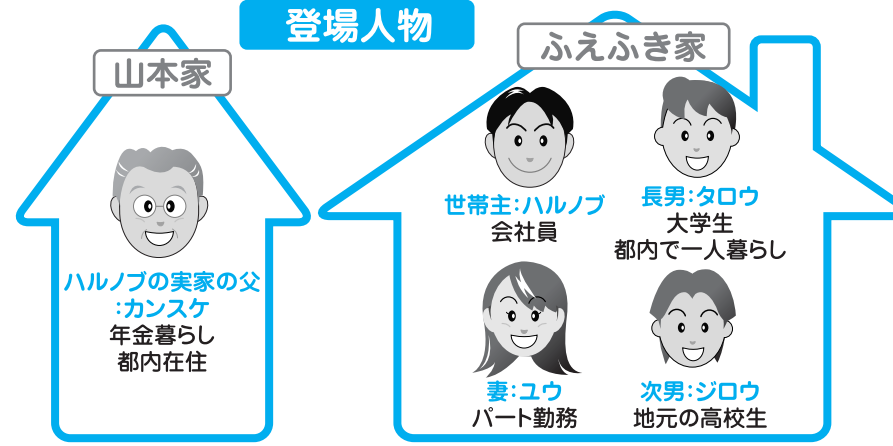 登場人物
山本家
ハルノブの実家の父
:カンスケ
年金暮らし
都内在住
ふえふき家
世帯主:ハルノブ
会社員
長男:タロウ
大学生
都内で一人暮らし
妻:ユウ
パート勤務
次男:ジロウ
地元の高校生